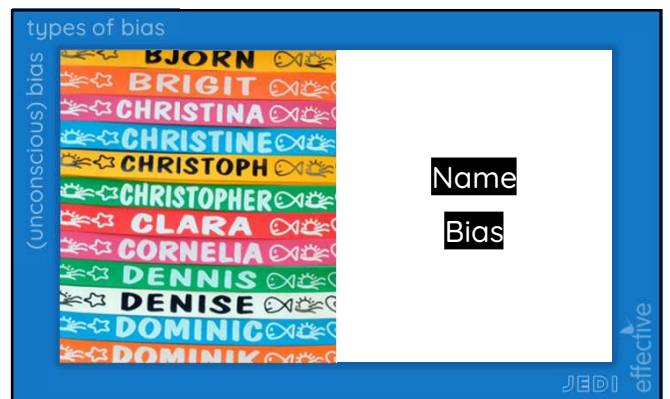 types of bias
(unconscious) bias
BJORN
BRIGIT
CHRISTINA
CHRISTINE
CHRISTOPH
CHRISTOPHER
CLARA
CORNELIA
DENNIS
DENISE
DOMINIC
DOMINIK
Name
Bias
effective
JEDI